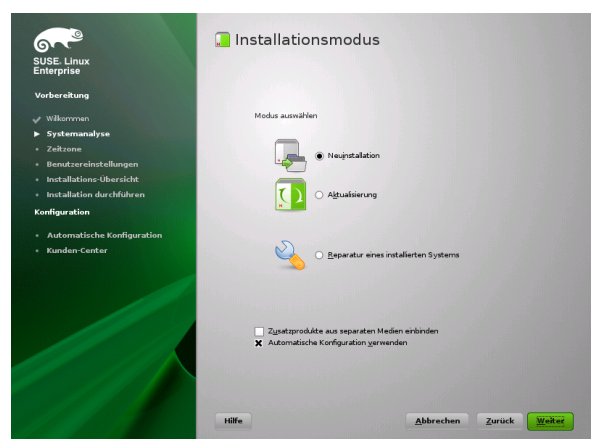 SUSE. Linux
Enterprise
Vorbereitung
Willkommen
Systemanalyse
Zeitzone
Benutzereinstellungen
Installations-Übersicht
Installation durchführen
Konfiguration
Automatische Konfiguration
Kunden-Center
Installationsmodus
Modus auswählen
Neuinstallation
Aktualisierung
Reparatur eines installierten Systems
Zusatzprodukte aus separaten Medien einbinden
Automatische Konfiguration verwenden
Hilfe
Abbrechen
Zurück
Weiter